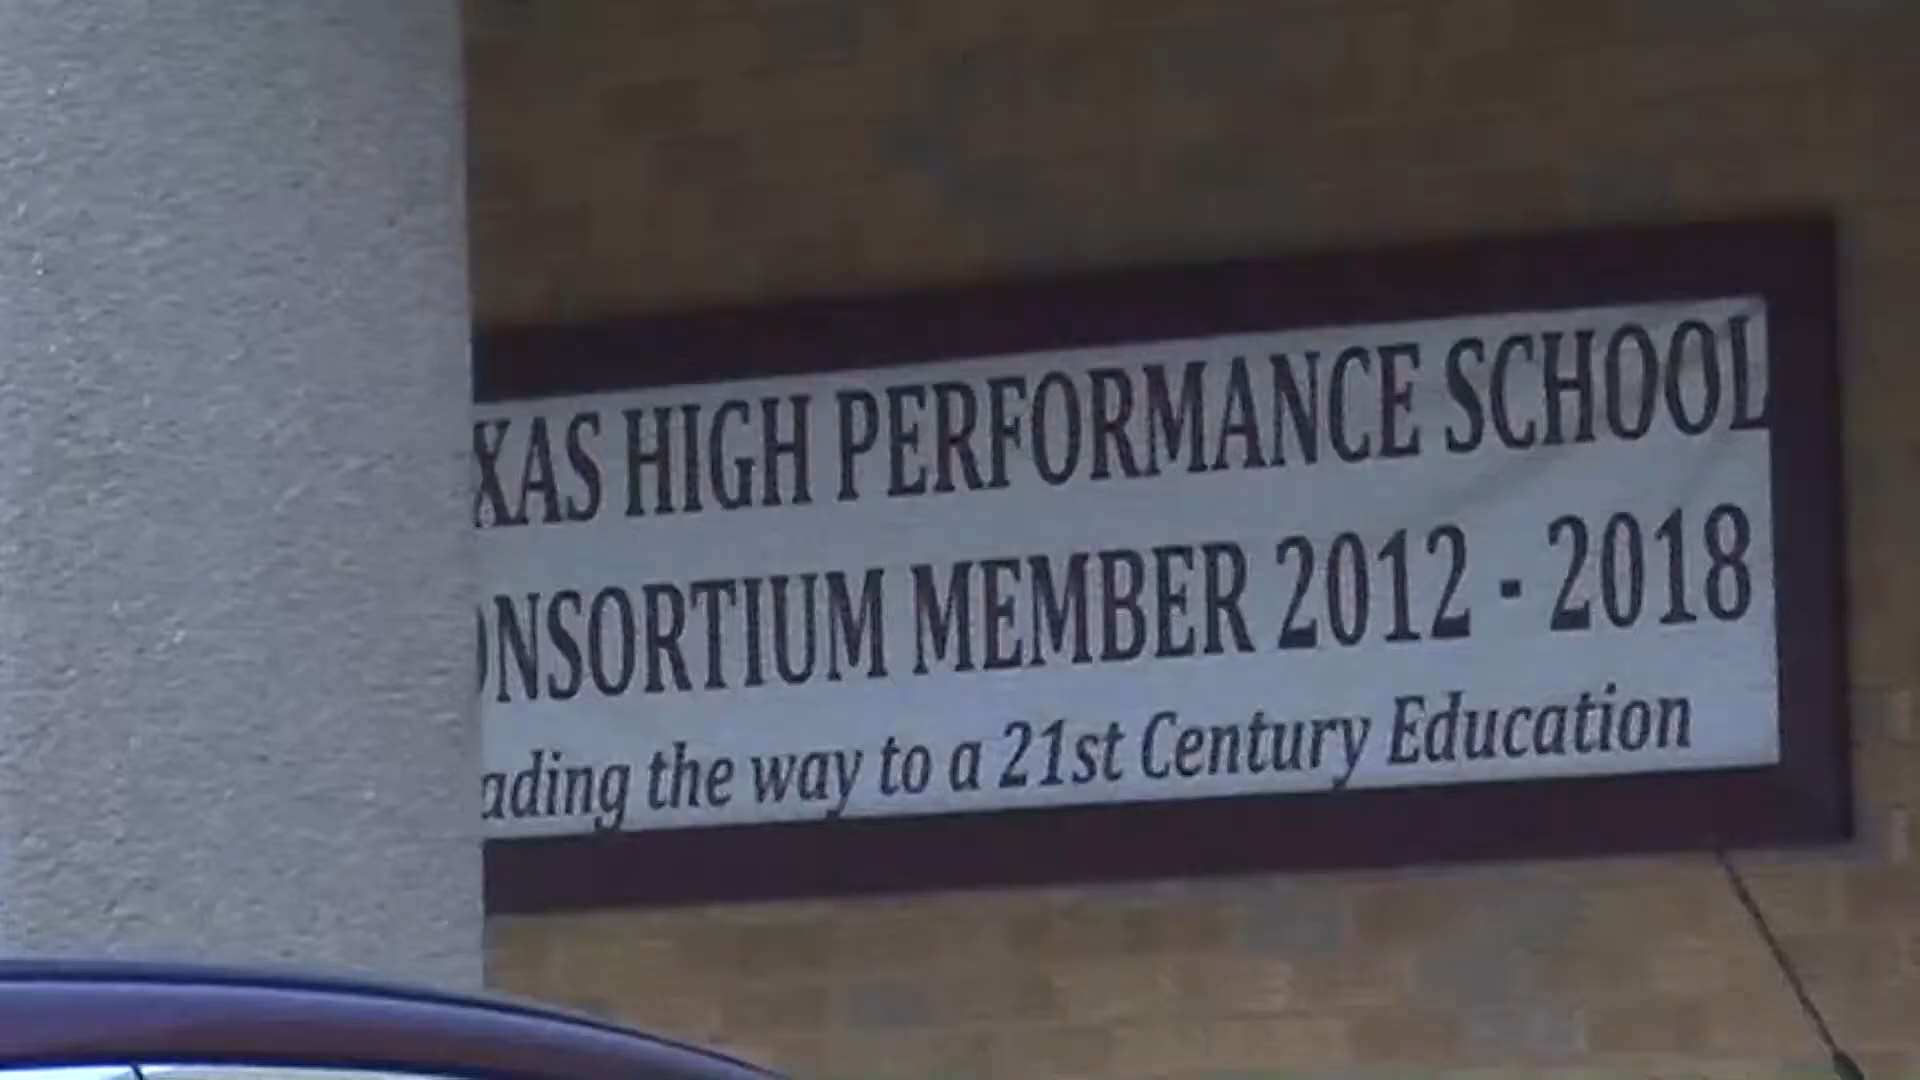 XAS HIGH PERFORMANCE SCHOOL
ONSORTIUM MEMBER 2012 - 2018
ading the way to a 21st Century Education